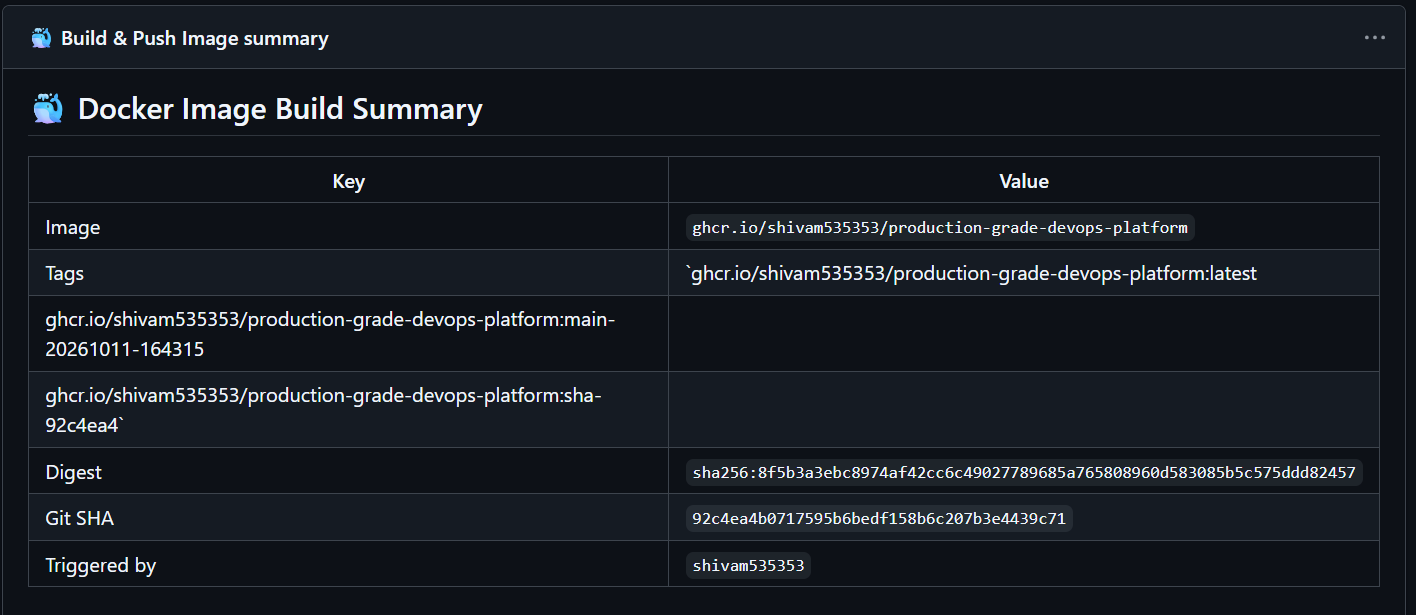 Build & Push Image summary
Docker Image Build Summary
Key Value
Image ghcr.io/shivam535353/production-grade-devops-platform
Tags `ghcr.io/shivam535353/production-grade-devops-platform:latest
ghcr.io/shivam535353/production-grade-devops-platform:main-
20261011-164315
ghcr.io/shivam535353/production-grade-devops-platform:sha-
92c4ea4`
Digest sha256:8f5b3a3ebc8974af42cc6c49027789685a765808960d583085b5c575ddd82457
Git SHA 92c4ea4b0717595b6bedf158b6c207b3e4439c71
Triggered by shivam535353